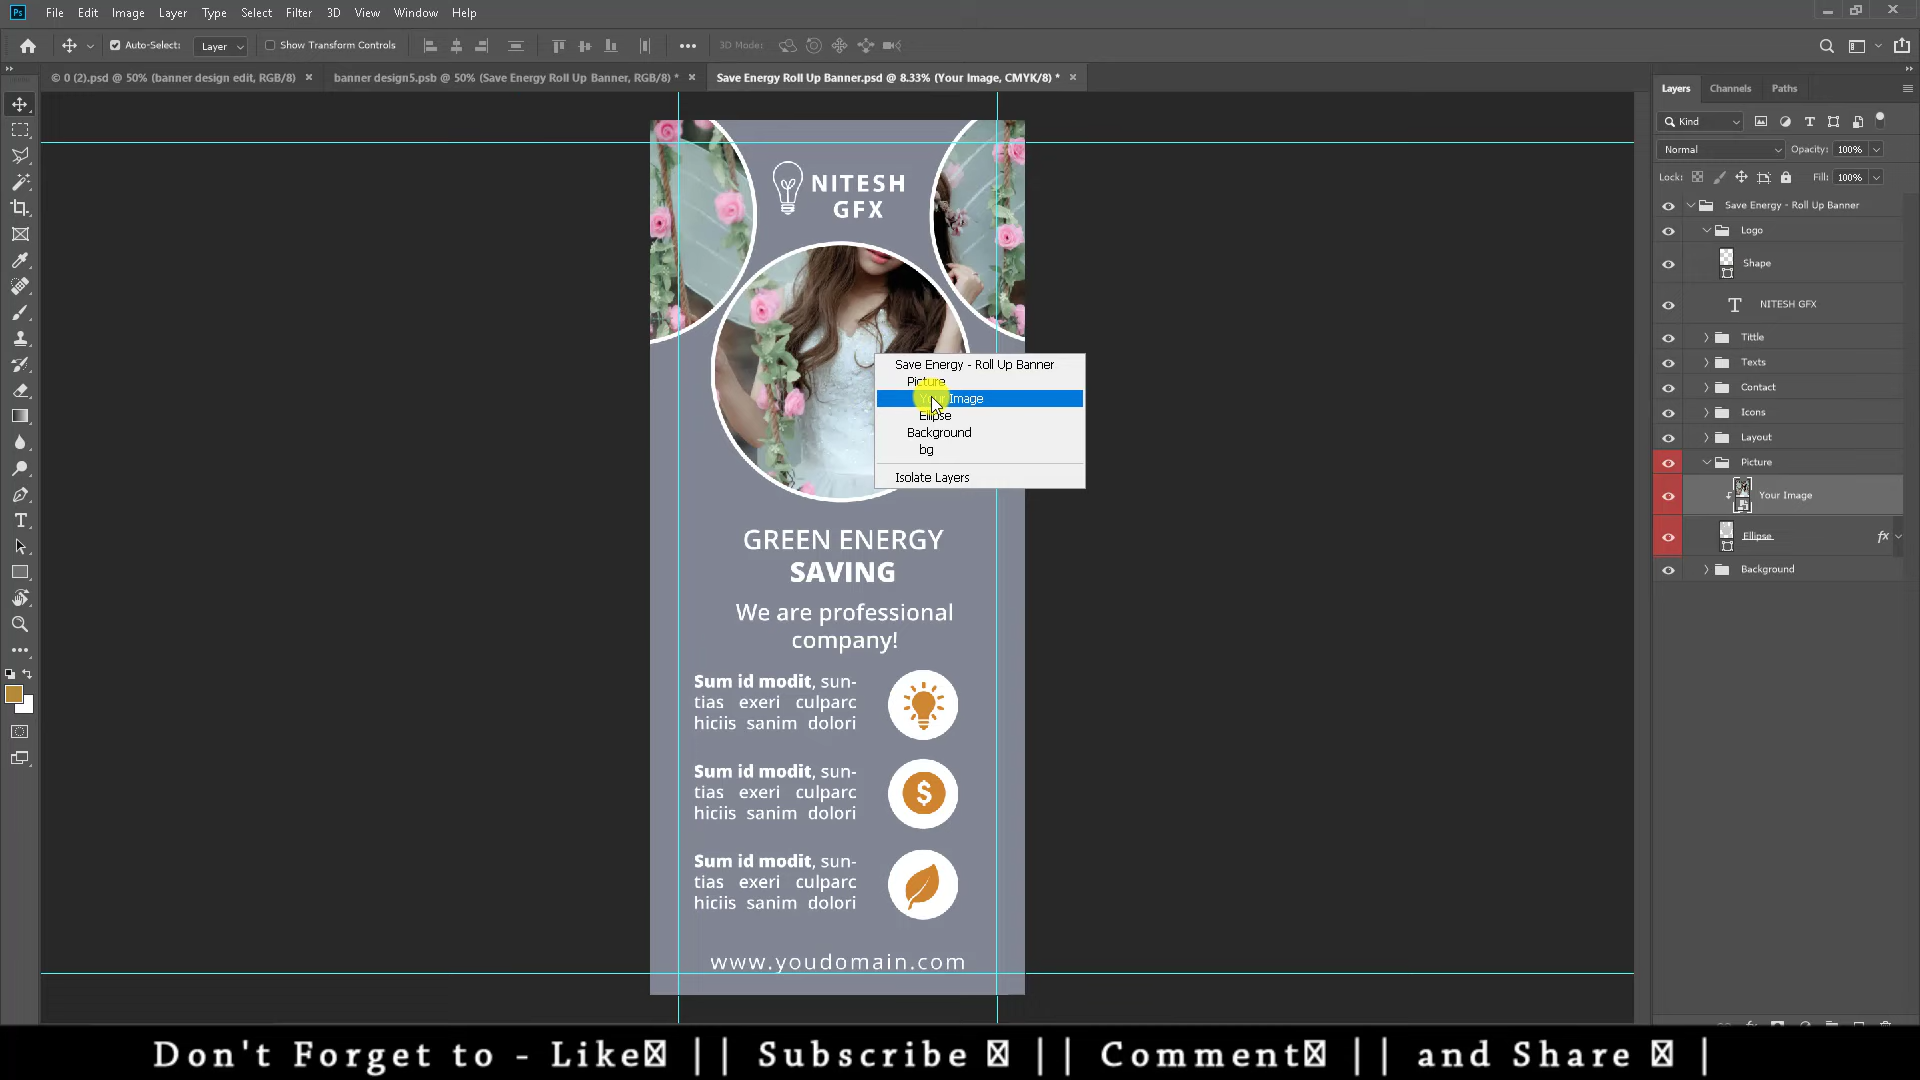 File Edit Image Layer Type Select Filter 3D View Window Help
Auto-Select: Layer Show Transform Controls 3D Mode:
© 0 (2).psd @ 50% (banner design edit, RGB/8) × banner design5.psb @ 50% (Save Energy Roll Up Banner, RGB/8) * × Save Energy Roll Up Banner.psd @ 8.33% (Your Image, CMYK/8) * ×
Layers Channels Paths
Kind
Normal Opacity: 100%
Lock: Fill: 100%
Save Energy - Roll Up Banner
Logo
Shape
NITESH GFX
Tittle
Texts
Contact
Icons
Layout
Picture
Your Image
Ellipse fx
Background
NITESH
GFX
Save Energy - Roll Up Banner
Picture
Your Image
Ellipse
Background
bg
Isolate Layers
GREEN ENERGY
SAVING
We are professional
company!
Sum id modit, sun-
tias exeri culparc
hiciis sanim dolori
Sum id modit, sun-
tias exeri culparc
hiciis sanim dolori
Sum id modit, sun-
tias exeri culparc
hiciis sanim dolori
www.youdomain.com
Don't Forget to - Like || Subscribe || Comment || and Share |